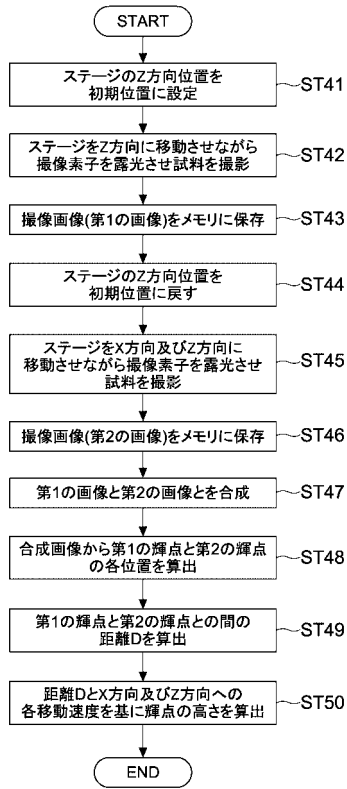 START
ステージのZ方向位置を
初期位置に設定
ST41
ステージをZ方向に移動させながら
撮像素子を露光させ試料を撮影
ST42
撮像画像(第1の画像)をメモリに保存
ST43
ステージのZ方向位置を
初期位置に戻す
ST44
ステージをX方向及びZ方向に
移動させながら撮像素子を露光させ
試料を撮影
ST45
撮像画像(第2の画像)をメモリに保存
ST46
第1の画像と第2の画像とを合成
ST47
合成画像から第1の輝点と第2の輝点
の各位置を算出
ST48
第1の輝点と第2の輝点との間の
距離Dを算出
ST49
距離DとX方向及びZ方向への
各移動速度を基に輝点の高さを算出
ST50
END